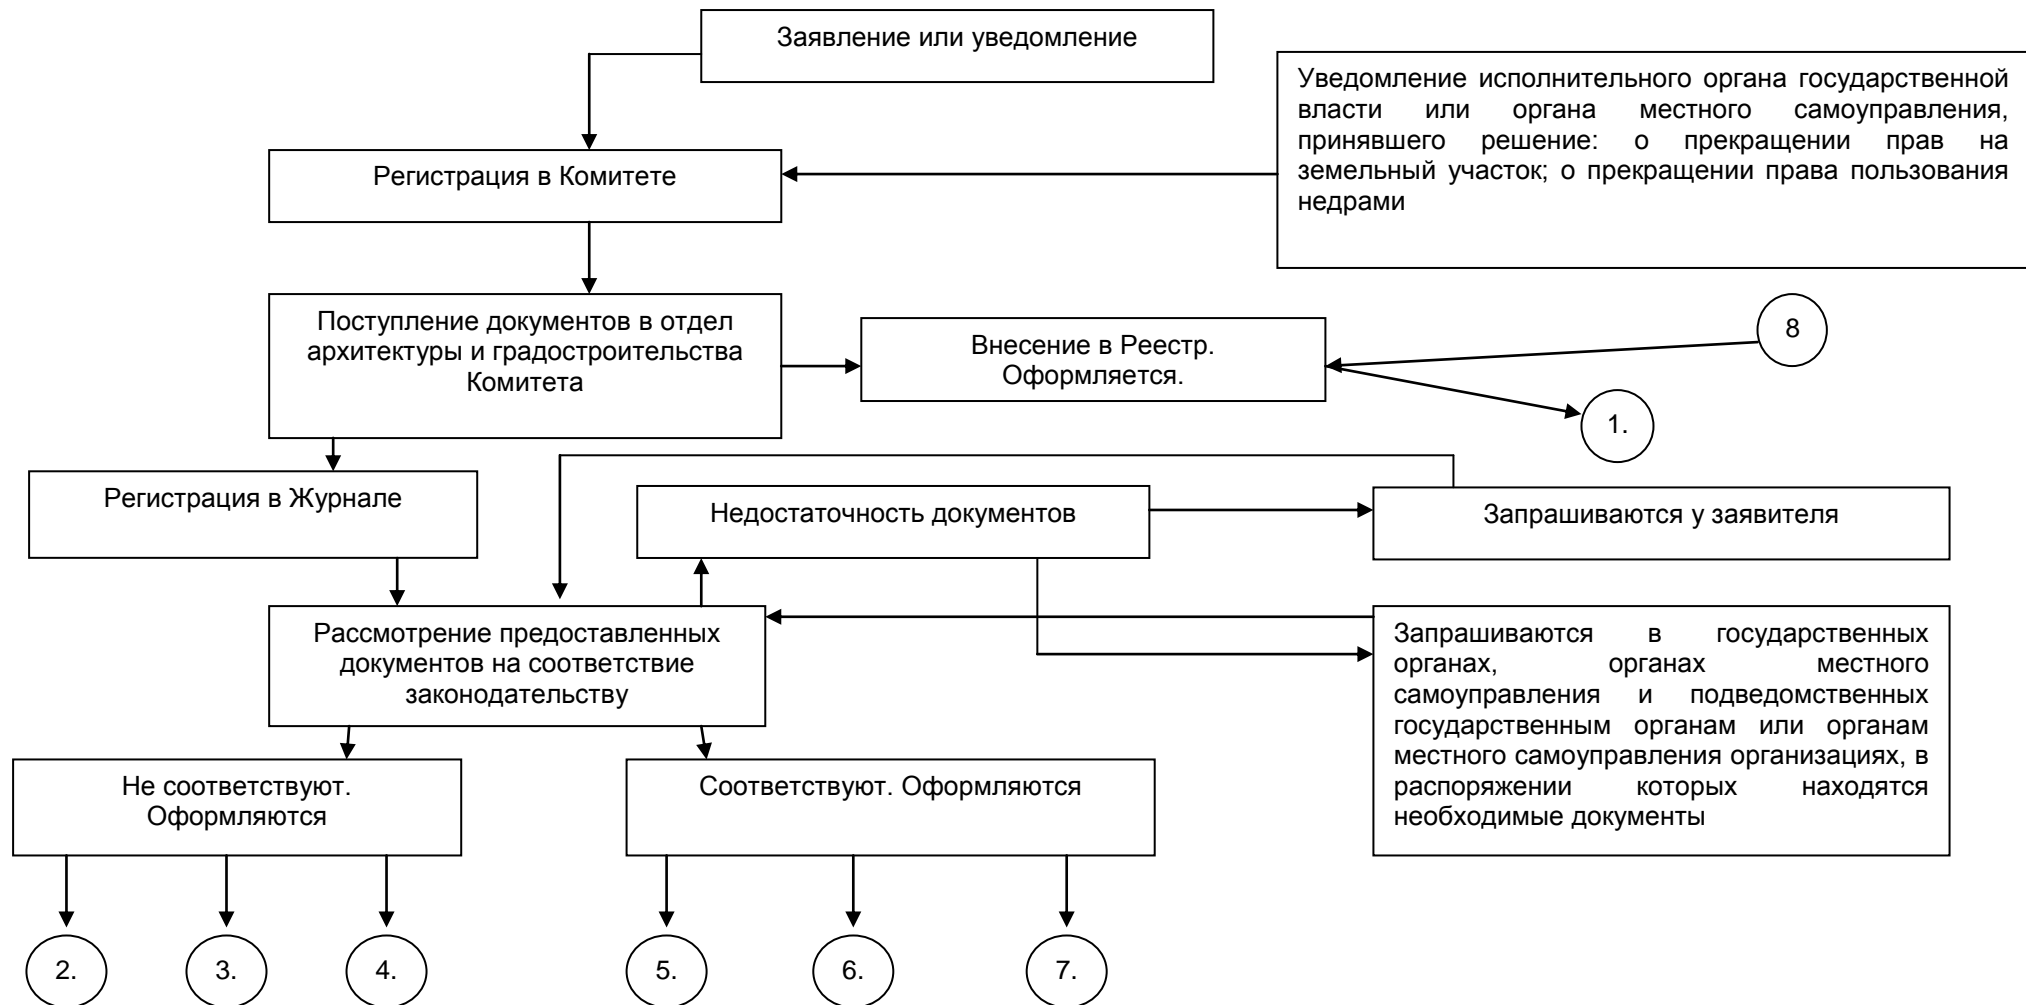 Заявление или уведомление
Уведомление исполнительного органа государственной
власти или органа местного самоуправления,
принявшего решение: о прекращении прав на
земельный участок; о прекращении права пользования
недрами
Регистрация в Комитете
Поступление документов в отдел
архитектуры и градостроительства
Комитета
Внесение в Реестр.
Оформляется.
8
1.
Регистрация в Журнале
Недостаточность документов
Запрашиваются у заявителя
Рассмотрение предоставленных
документов на соответствие
законодательству
Запрашиваются в государственных
органах, органах местного
самоуправления и подведомственных
государственным органам или органам
местного самоуправления организациях, в
распоряжении которых находятся
необходимые документы
Не соответствуют.
Оформляются
Соответствуют. Оформляются
2.
3.
4.
5.
6.
7.